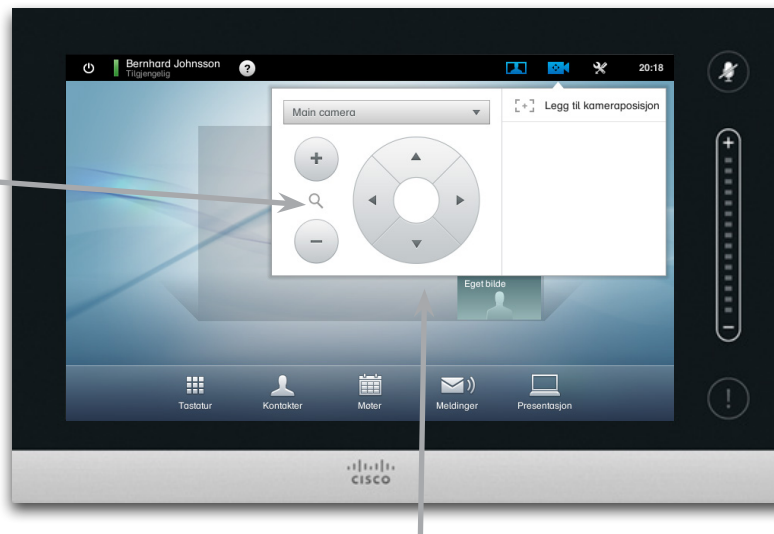 Bernhard Johnsson
Tilgjengelig
?
20:18
Main camera
Legg til kameraposisjon
+
−
Eget bilde
Tastatur
Kontakter
Møter
Meldinger
Presentasjon
+
−
!
CISCO